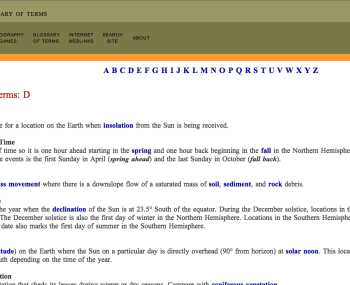 ARY OF TERMS
OGRAPHY GLOSSARY INTERNET SEARCH ABOUT
GAMES OF TERMS WEBLINKS SITE
A B C D E F G H I J K L M N O P Q R S T U V W X Y Z
erms: D
e for a location on the Earth when insolation from the Sun is being received.
Time
f time so it is one hour ahead starting in the spring and one hour back beginning in the fall in the Northern Hemisphe
e events is the first Sunday in April (spring ahead) and the last Sunday in October (fall back).
ss movement where there is a downslope flow of a saturated mass of soil, sediment, and rock debris.
e
the year when the declination of the Sun is at 23.5° South of the equator. During the December solstice, locations in t
The December solstice is also the first day of winter in the Northern Hemisphere. Locations in the Southern Hemisphe
date also marks the first day of summer in the Southern Hemisphere.
tude) on the Earth where the Sun on a particular day is directly overhead (90° from horizon) at solar noon. This locat
uth depending on the time of the year.
tion
tation that sheds its leaves during winter or dry seasons. Compare with coniferous vegetation.